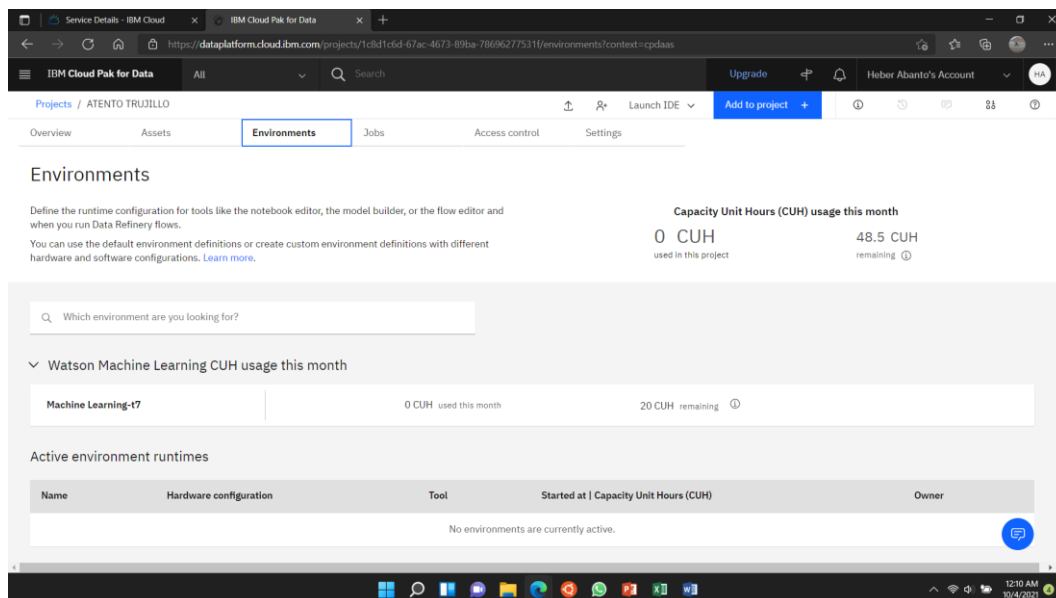 Service Details - IBM Cloud
IBM Cloud Pak for Data
https://dataplatform.cloud.ibm.com/projects/1c8d1c6d-67ac-4673-89ba-78696277531f/environments?context=cpdaas
IBM Cloud Pak for Data All Search Upgrade Heber Abanto's Account HA
Projects / ATENTO TRUJILLO Launch IDE Add to project +
Overview Assets Environments Jobs Access control Settings
Environments
Define the runtime configuration for tools like the notebook editor, the model builder, or the flow editor and
when you run Data Refinery flows.
You can use the default environment definitions or create custom environment definitions with different
hardware and software configurations. Learn more.
Capacity Unit Hours (CUH) usage this month
0 CUH 48.5 CUH
used in this project remaining
Which environment are you looking for?
Watson Machine Learning CUH usage this month
Machine Learning-t7 0 CUH used this month 20 CUH remaining
Active environment runtimes
Name Hardware configuration Tool Started at | Capacity Unit Hours (CUH) Owner
No environments are currently active.
12:10 AM
10/4/2021 4